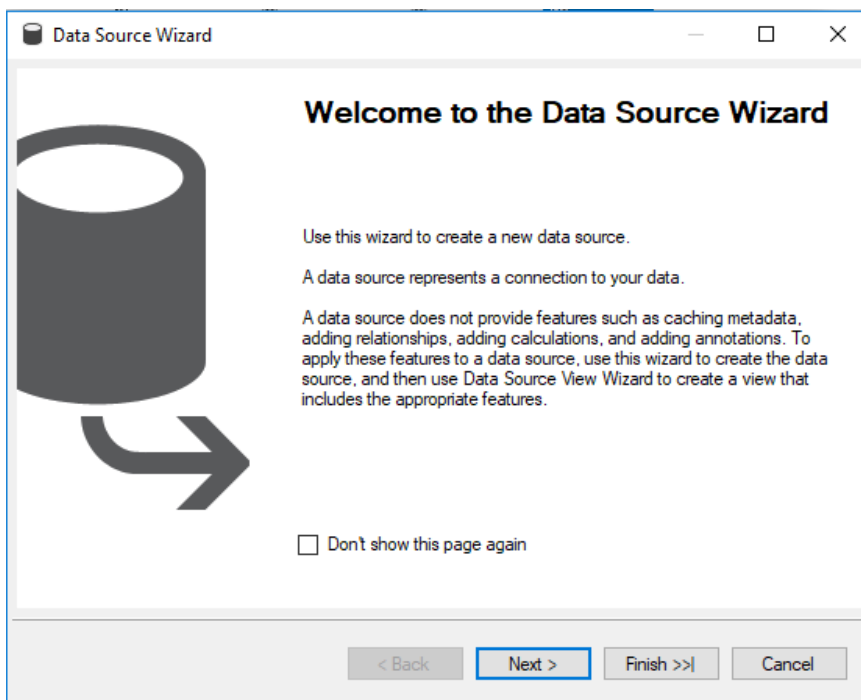 Data Source Wizard
Welcome to the Data Source Wizard
Use this wizard to create a new data source.
A data source represents a connection to your data.
A data source does not provide features such as caching metadata,
adding relationships, adding calculations, and adding annotations. To
apply these features to a data source, use this wizard to create the data
source, and then use Data Source View Wizard to create a view that
includes the appropriate features.
Don't show this page again
< Back
Next >
Finish >>|
Cancel